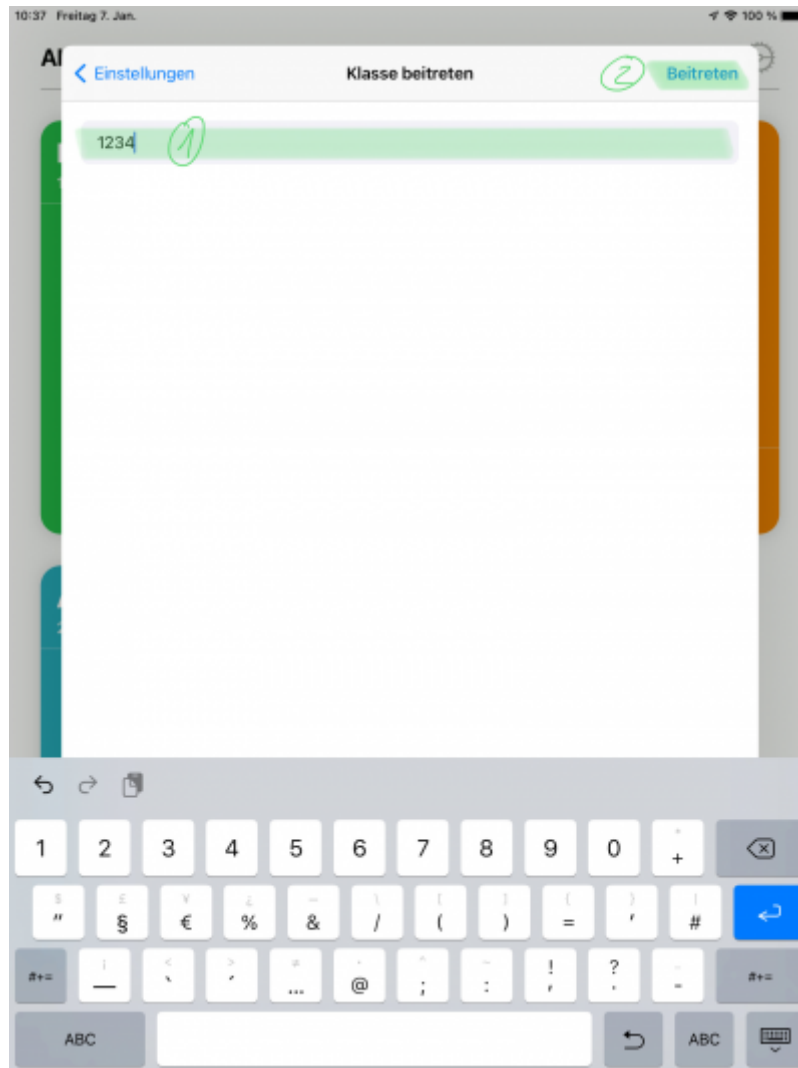 10:37 Freitag 7. Jan. 100 %
Al
Einstellungen Klasse beitreten 2 Beitreten
1234 1
1 2 3 4 5 6 7 8 9 0 + *
" § € % & / ( ) = ' #
#+= — ` ´ ... @ ; : ! , ? . - #+=
ABC ABC